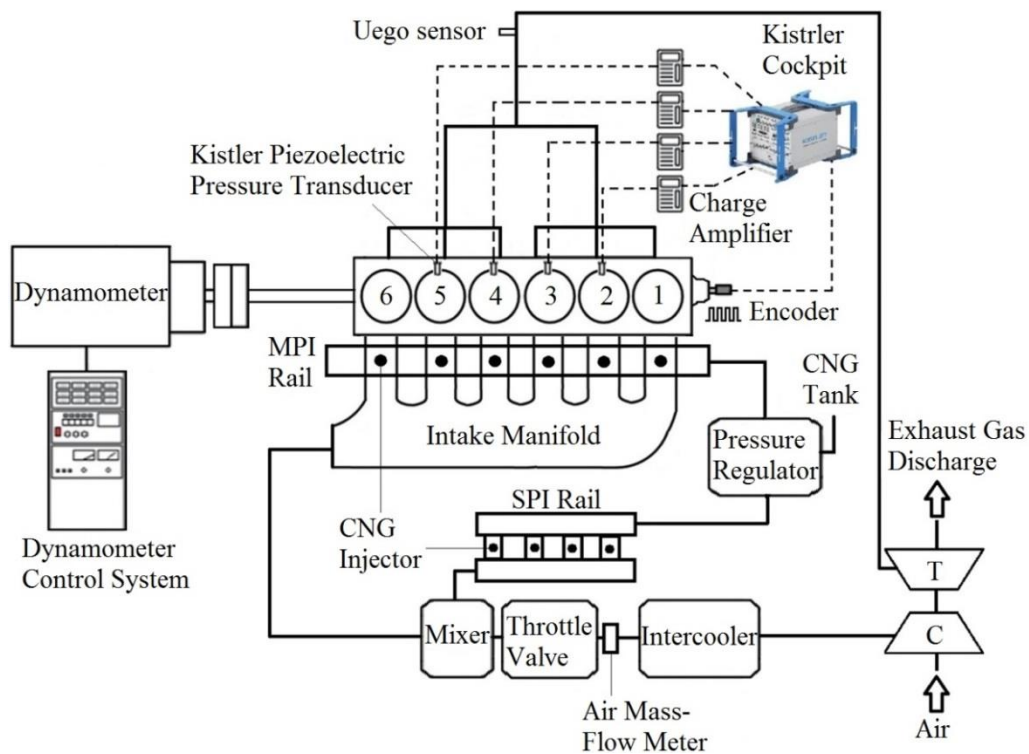 Uego sensor
Kistrler
Cockpit
Kistler Piezoelectric
Pressure Transducer
Charge
Amplifier
Dynamometer
6 5 4 3 2 1
Encoder
MPI
Rail
CNG
Tank
Intake Manifold
Pressure
Regulator
Exhaust Gas
Discharge
SPI Rail
CNG
Injector
Dynamometer
Control System
T
Mixer
Throttle
Valve
Intercooler
C
Air Mass-
Flow Meter
Air